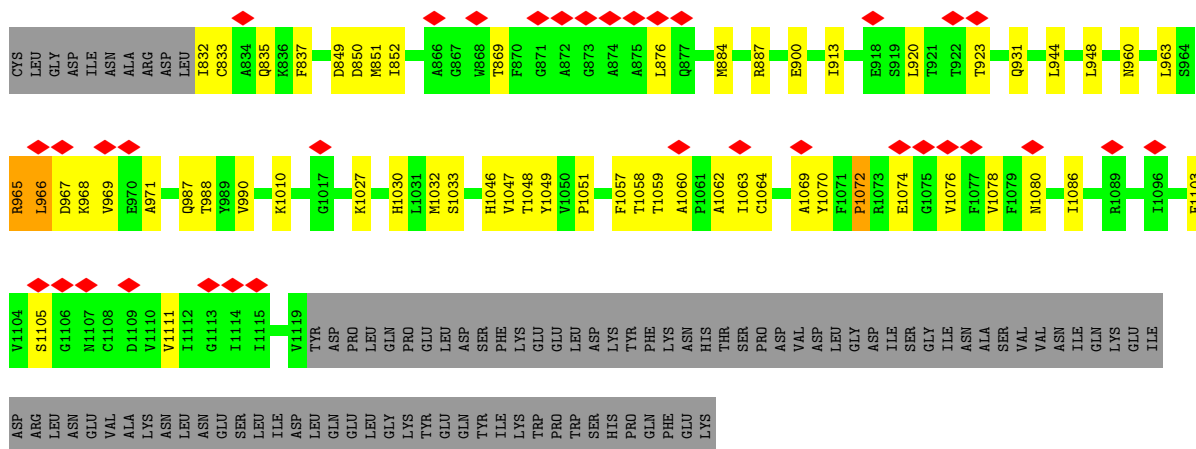 CYS LEU GLY ASP ILE ASN ALA ARG ASP LEU I832 C833 A834 Q835 K836 F837 D849 D850 M851 I852 A866 G867 W868 T869 F870 G871 A872 G873 A874 A875 L876 Q877 M884 R887 E900 I913 E918 S919 L920 T921 T922 T923 Q931 L944 L948 N960 L963 S964
R965 L966 D967 K968 V969 E970 A971 Q987 T988 Y989 V990 K1010 G1017 K1027 H1030 L1031 M1032 S1033 H1046 V1047 T1048 Y1049 V1050 P1051 F1057 T1058 T1059 A1060 P1061 A1062 I1063 C1064 A1069 Y1070 F1071 P1072 R1073 E1074 G1075 V1076 F1077 V1078 F1079 N1080 I1086 R1089 I1096 F1103
V1104 S1105 G1106 N1107 C1108 D1109 V1110 V1111 I1112 G1113 I1114 I1115 V1119 TYR ASP PRO LEU GLN PRO GLU LEU ASP SER PHE LYS GLU GLU LEU ASP LYS TYR PHE LYS ASN HIS THR SER PRO ASP VAL ASP LEU GLY ASP ILE SER GLY ILE ASN ALA SER VAL VAL ASN ILE GLN LYS GLU ILE
ASP ARG LEU ASN GLU VAL ALA LYS ASN LEU ASN GLU SER LEU ILE ASP LEU GLN GLU LEU GLY LYS TYR GLU GLN TYR ILE LYS TRP PRO TRP SER HIS PRO GLN PHE GLU LYS